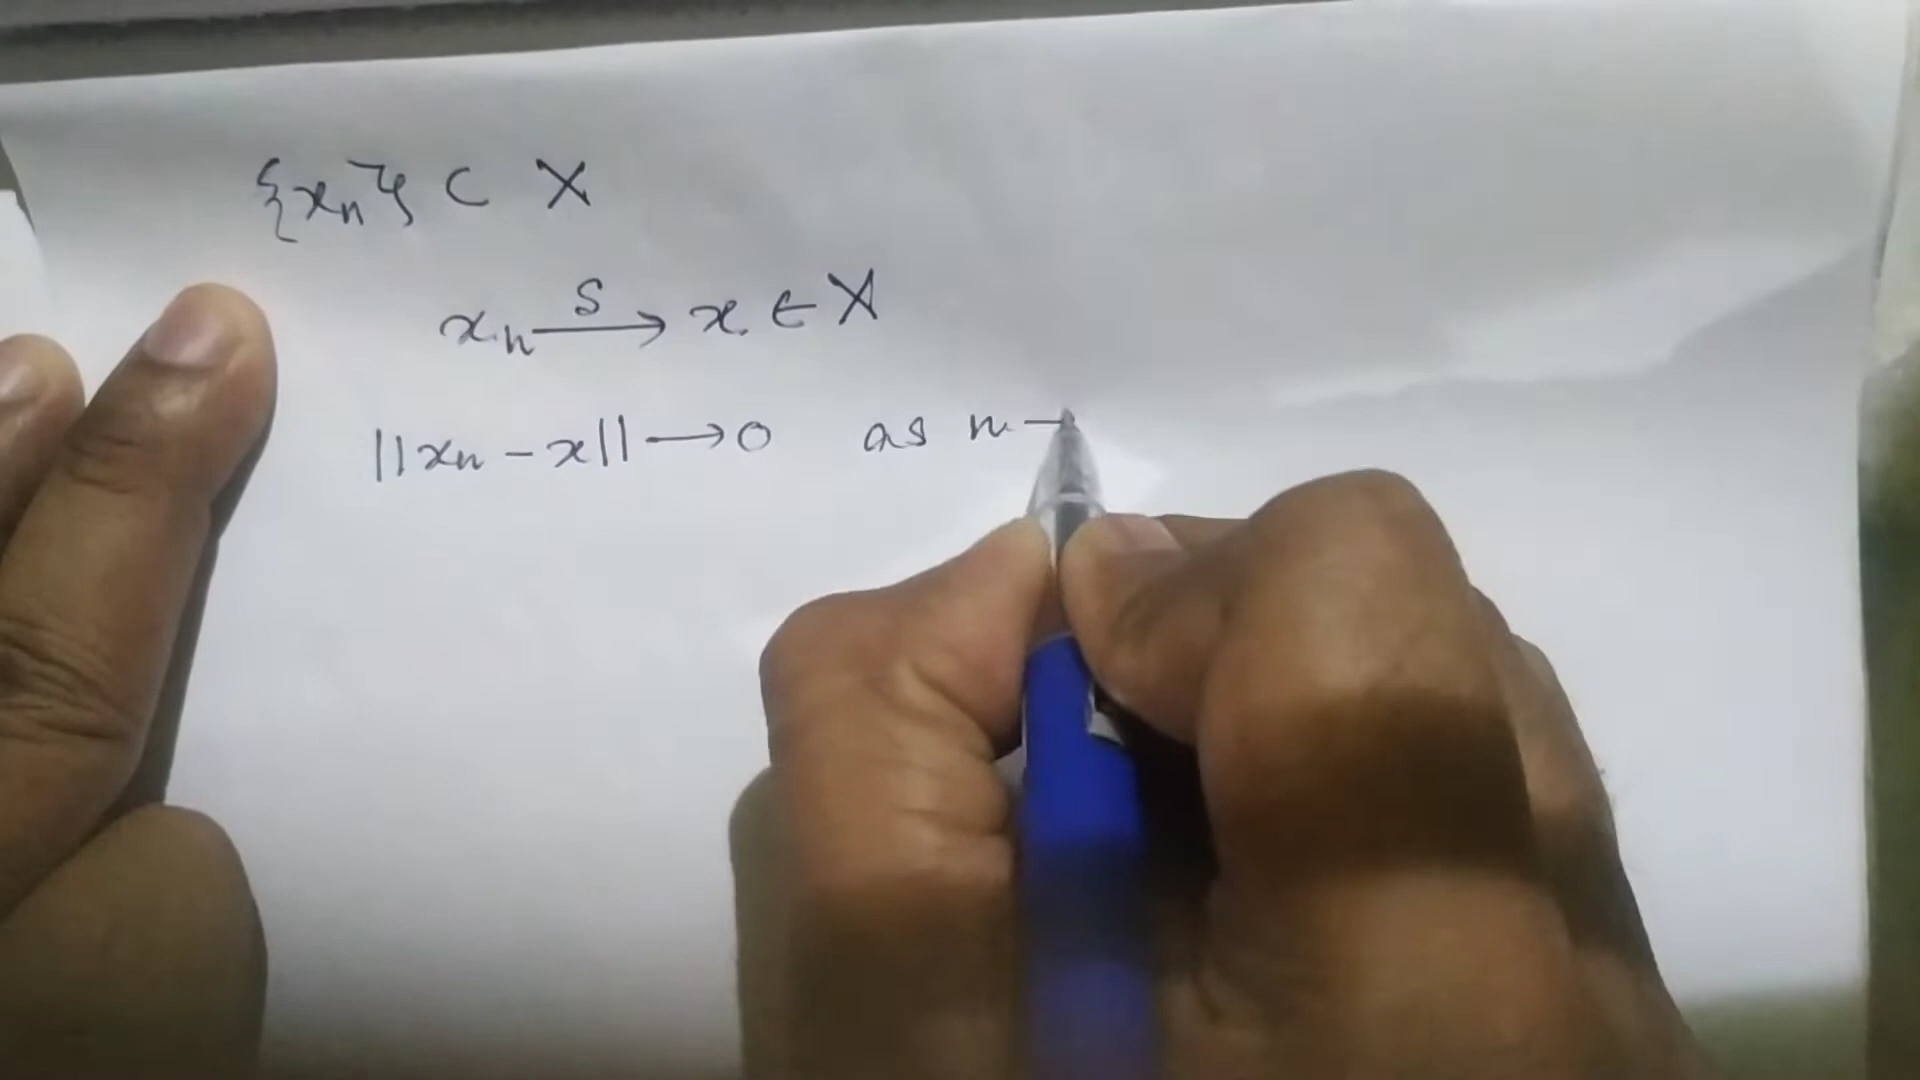 {xn} ⊂ X
xn —S→ x ∈ X
||xn - x|| → 0 as n —